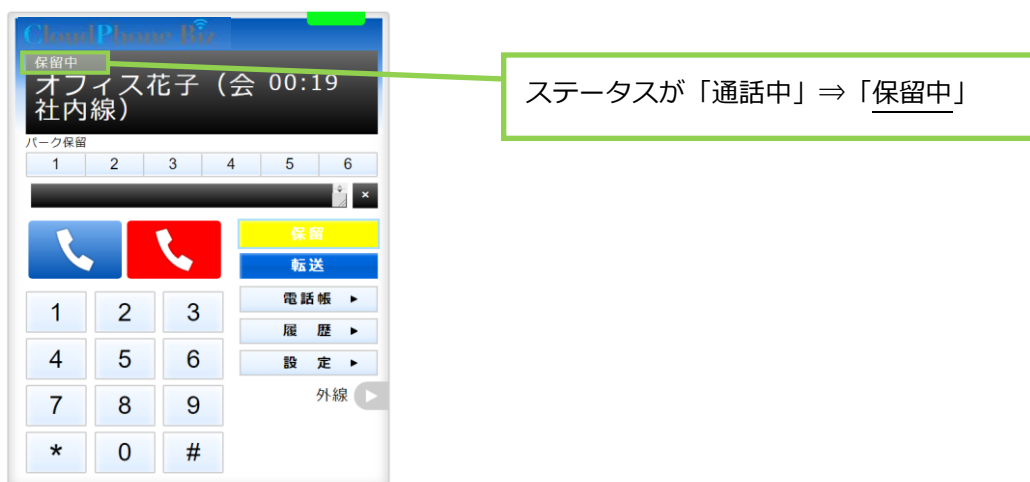 CloudPhone Biz
保留中
オフィス花子（会 00:19
社内線）
パーク保留
1 2 3 4 5 6
×
保留
転送
電話帳 ►
履 歴 ►
設 定 ►
外線
1 2 3
4 5 6
7 8 9
* 0 #
ステータスが「通話中」⇒「保留中」